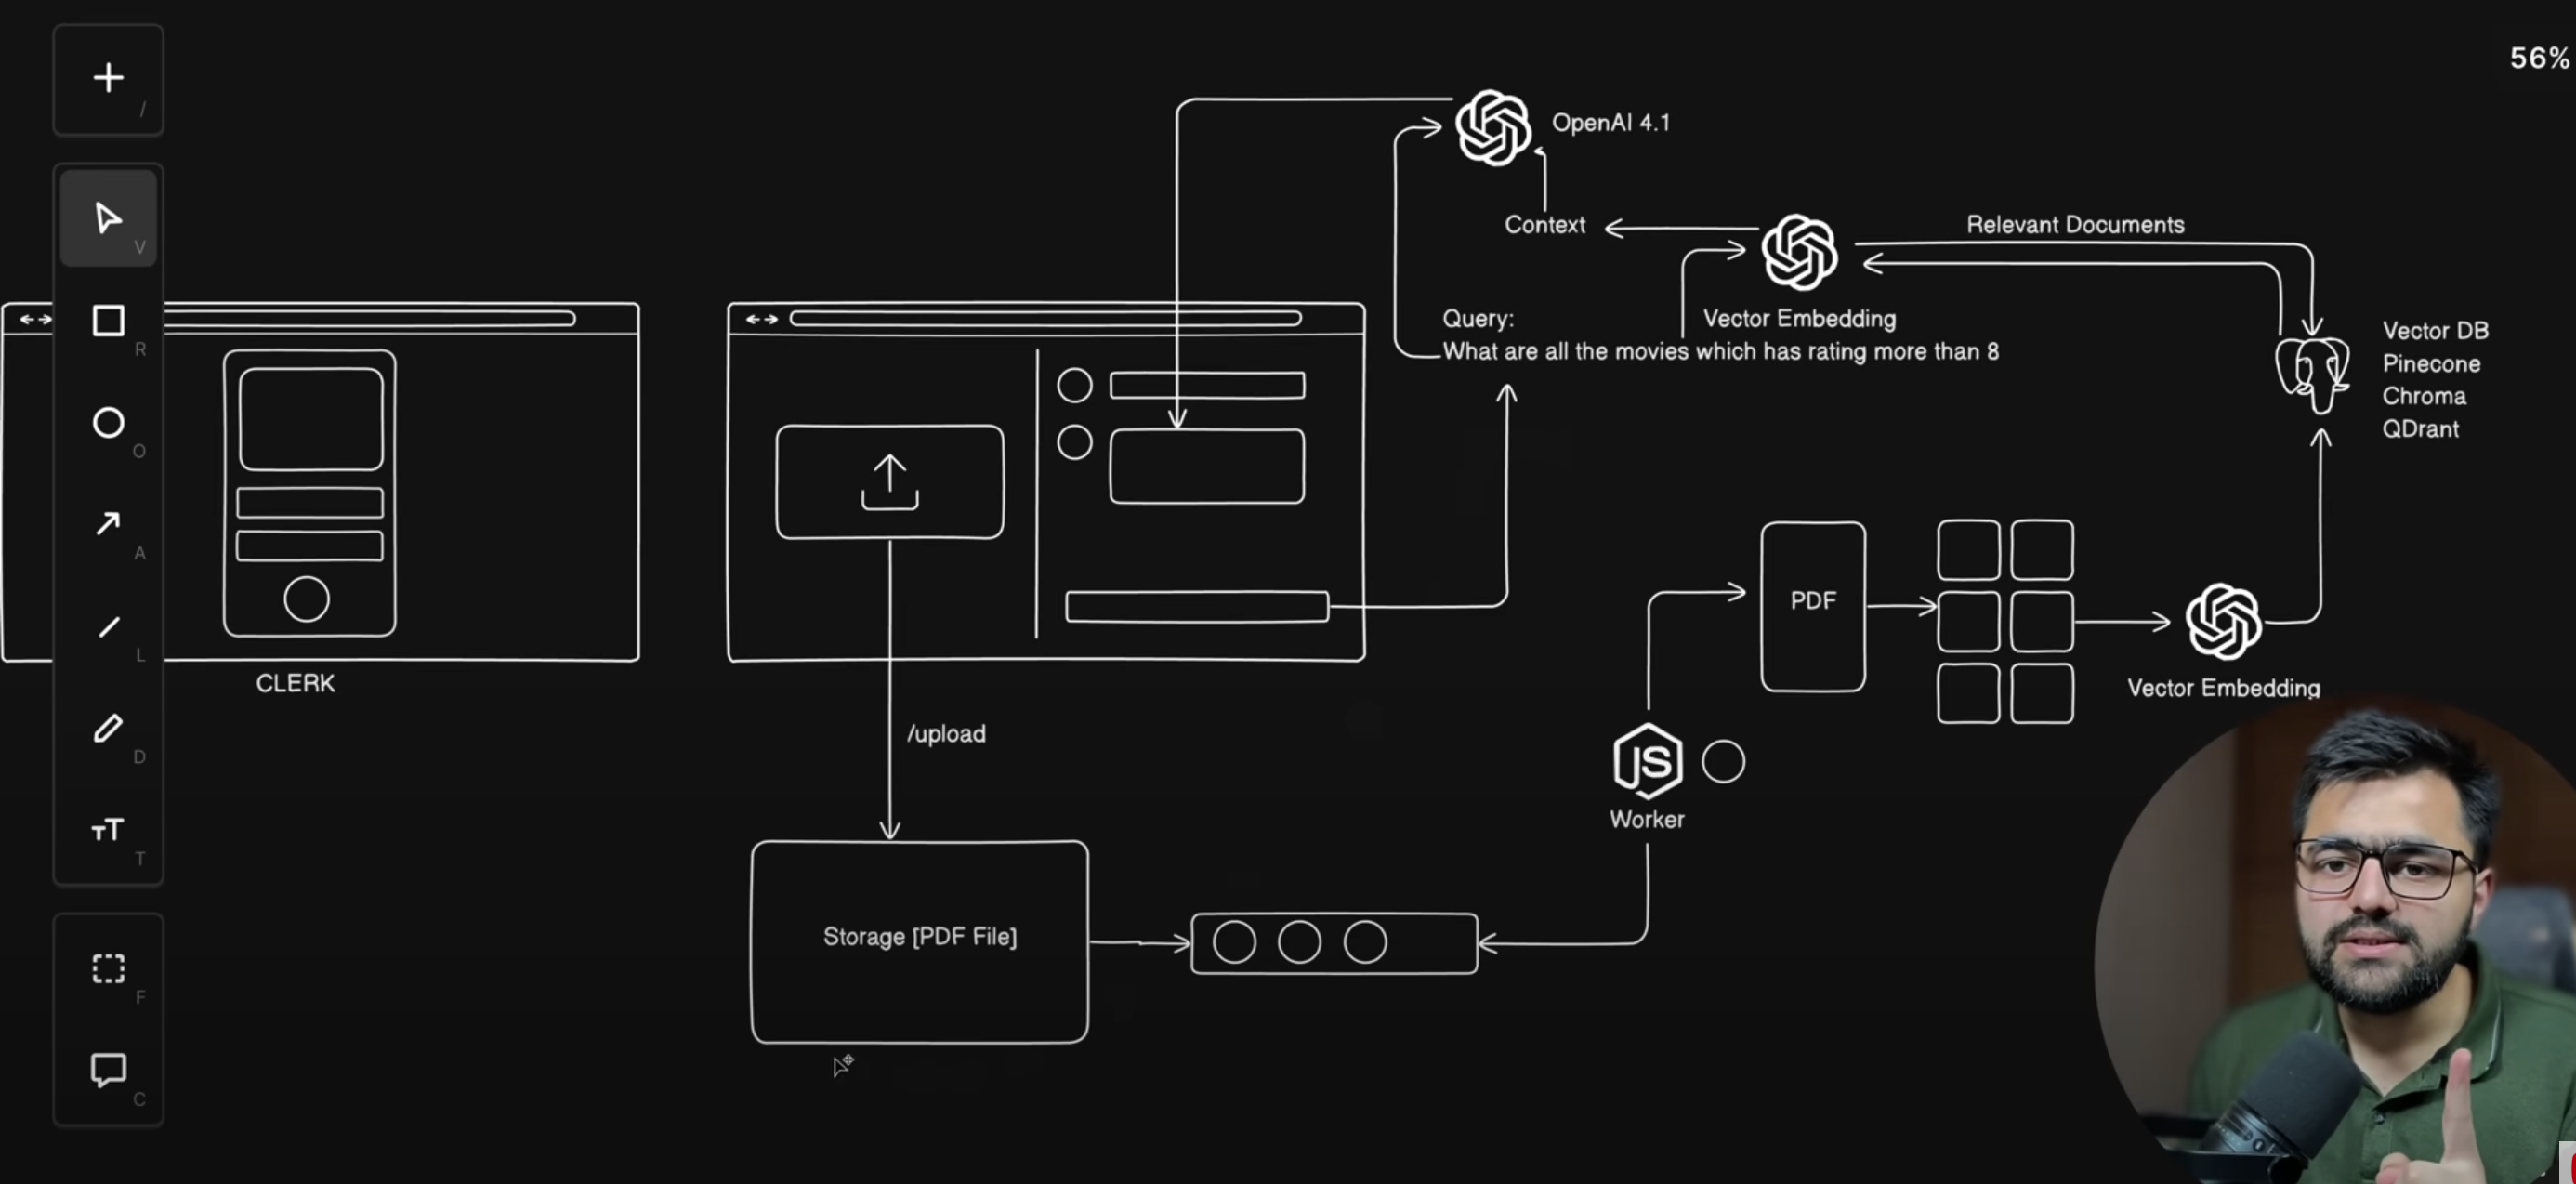 56%
/
V
R
O
A
L
D
T
F
C
OpenAI 4.1
Context
Relevant Documents
Query:
What are all the movies which has rating more than 8
Vector Embedding
Vector DB
Pinecone
Chroma
QDrant
CLERK
/upload
Storage [PDF File]
JS
Worker
PDF
Vector Embedding